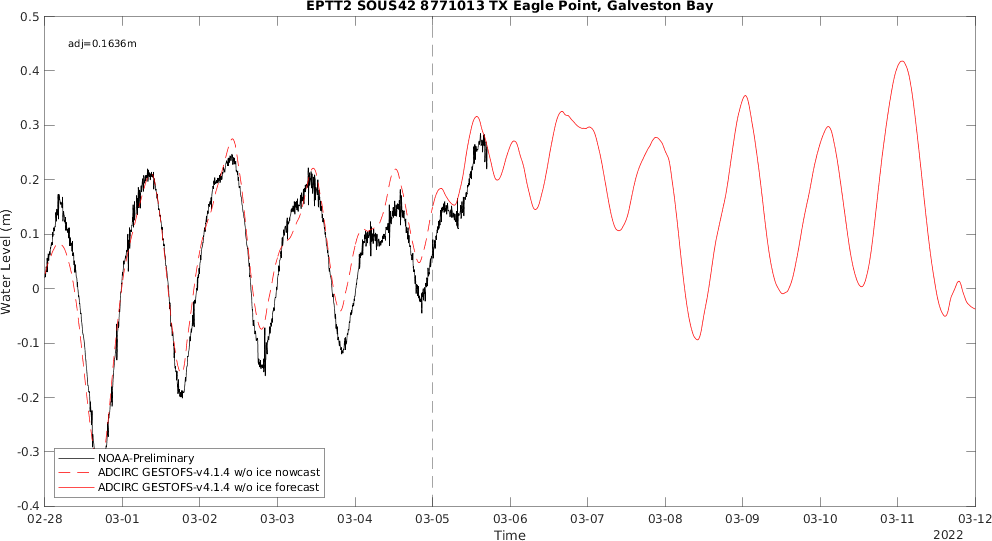 EPTT2 SOUS42 8771013 TX Eagle Point, Galveston Bay
adj=0.1636m
0.5
0.4
0.3
0.2
0.1
0
-0.1
-0.2
-0.3
-0.4
Water Level (m)
NOAA-Preliminary
ADCIRC GESTOFS-v4.1.4 w/o ice nowcast
ADCIRC GESTOFS-v4.1.4 w/o ice forecast
02-28 03-01 03-02 03-03 03-04 03-05 03-06 03-07 03-08 03-09 03-10 03-11 03-12
Time
2022